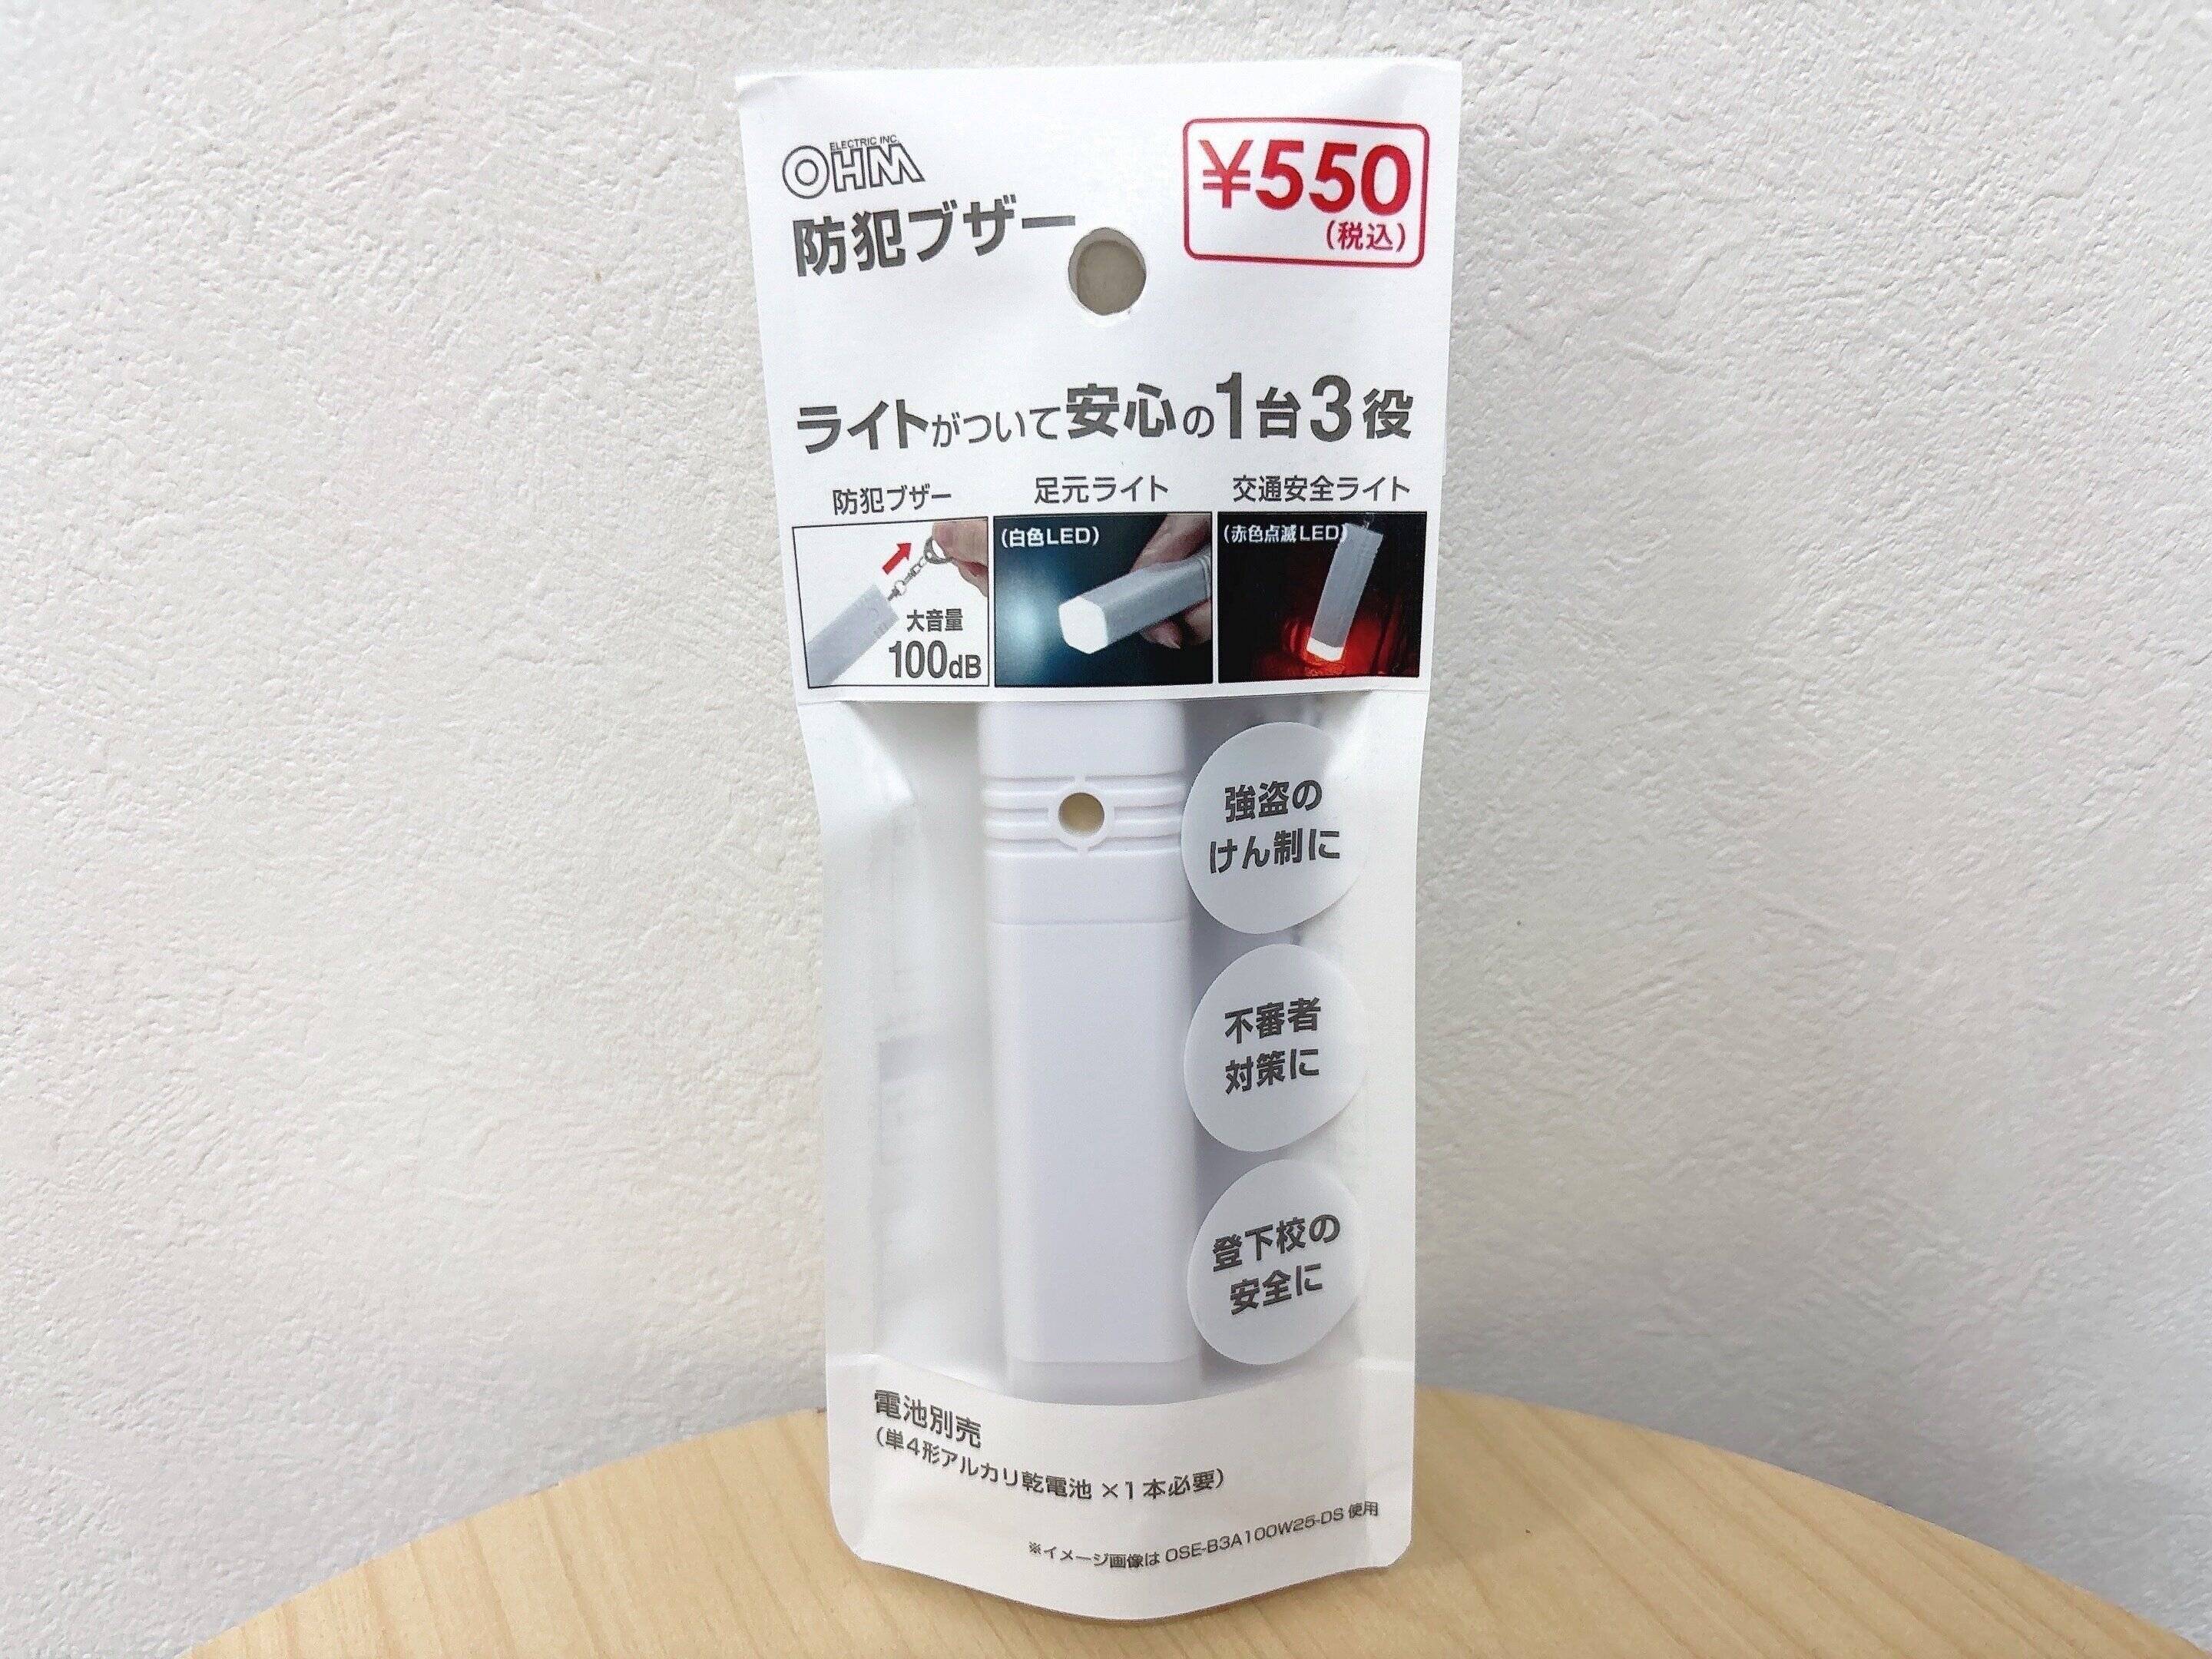 ELECTRIC INC.
OHM
防犯ブザー
¥550
(税込)
ライトがついて安心の1台3役
防犯ブザー
足元ライト
交通安全ライト
大音量
100dB
(白色LED)
(赤色点滅LED)
強盗の
けん制に
不審者
対策に
登下校の
安全に
電池別売
(単4形アルカリ乾電池×1本必要)
※イメージ画像は OSE-B3A100W25-DS 使用